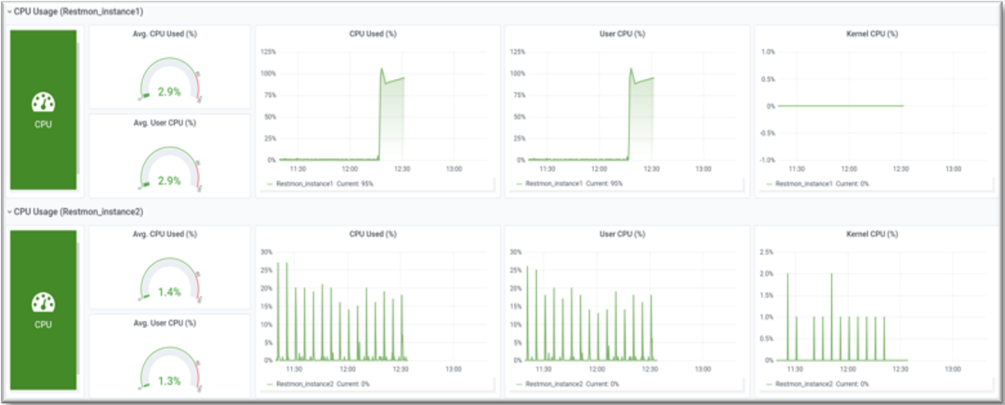 CPU Usage (Restmon_instance1)
CPU
Avg. CPU Used (%)
2.9%
Avg. User CPU (%)
2.9%
CPU Used (%)
125%
100%
75%
50%
25%
0%
11:30 12:00 12:30 13:00
Restmon_instance1 Current: 95%
User CPU (%)
125%
100%
75%
50%
25%
0%
11:30 12:00 12:30 13:00
Restmon_instance1 Current: 95%
Kernel CPU (%)
1.0%
0.5%
0%
-0.5%
-1.0%
11:30 12:00 12:30 13:00
Restmon_instance1 Current: 0%
CPU Usage (Restmon_instance2)
CPU
Avg. CPU Used (%)
1.4%
Avg. User CPU (%)
1.3%
CPU Used (%)
30%
25%
20%
15%
10%
5%
0%
11:30 12:00 12:30 13:00
Restmon_instance2 Current: 0%
User CPU (%)
30%
25%
20%
15%
10%
5%
0%
11:30 12:00 12:30 13:00
Restmon_instance2 Current: 0%
Kernel CPU (%)
2.5%
2.0%
1.5%
1.0%
0.5%
0%
11:30 12:00 12:30 13:00
Restmon_instance2 Current: 0%